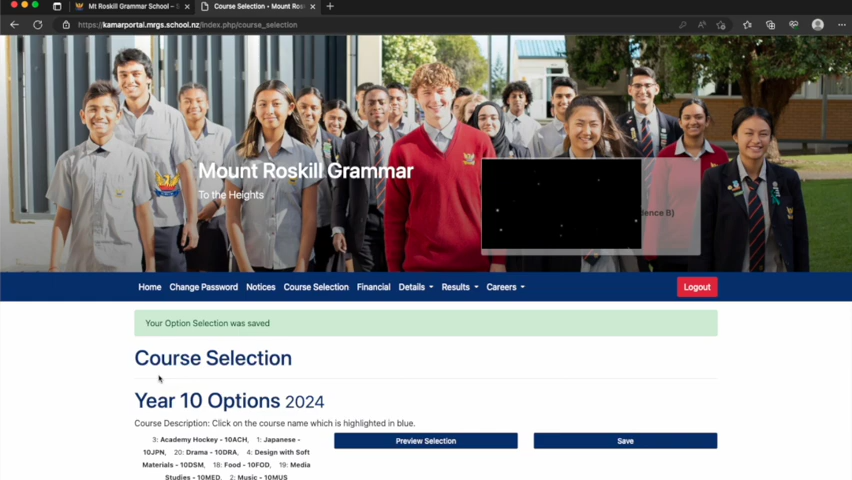 Mt Roskill Grammar School –
Course Selection • Mount Ros
https://kamarportal.mrgs.school.nz/index.php/course_selection
Mount Roskill Grammar
To the Heights
ience B)
Home Change Password Notices Course Selection Financial Details Results Careers Logout
Your Option Selection was saved
Course Selection
Year 10 Options 2024
Course Description: Click on the course name which is highlighted in blue.
3: Academy Hockey - 10ACH, 1: Japanese -
10JPN, 20: Drama - 10DRA, 4: Design with Soft
Materials - 10DSM, 18: Food - 10FOD, 19: Media
Studies - 10MED, 2: Music - 10MUS
Preview Selection
Save